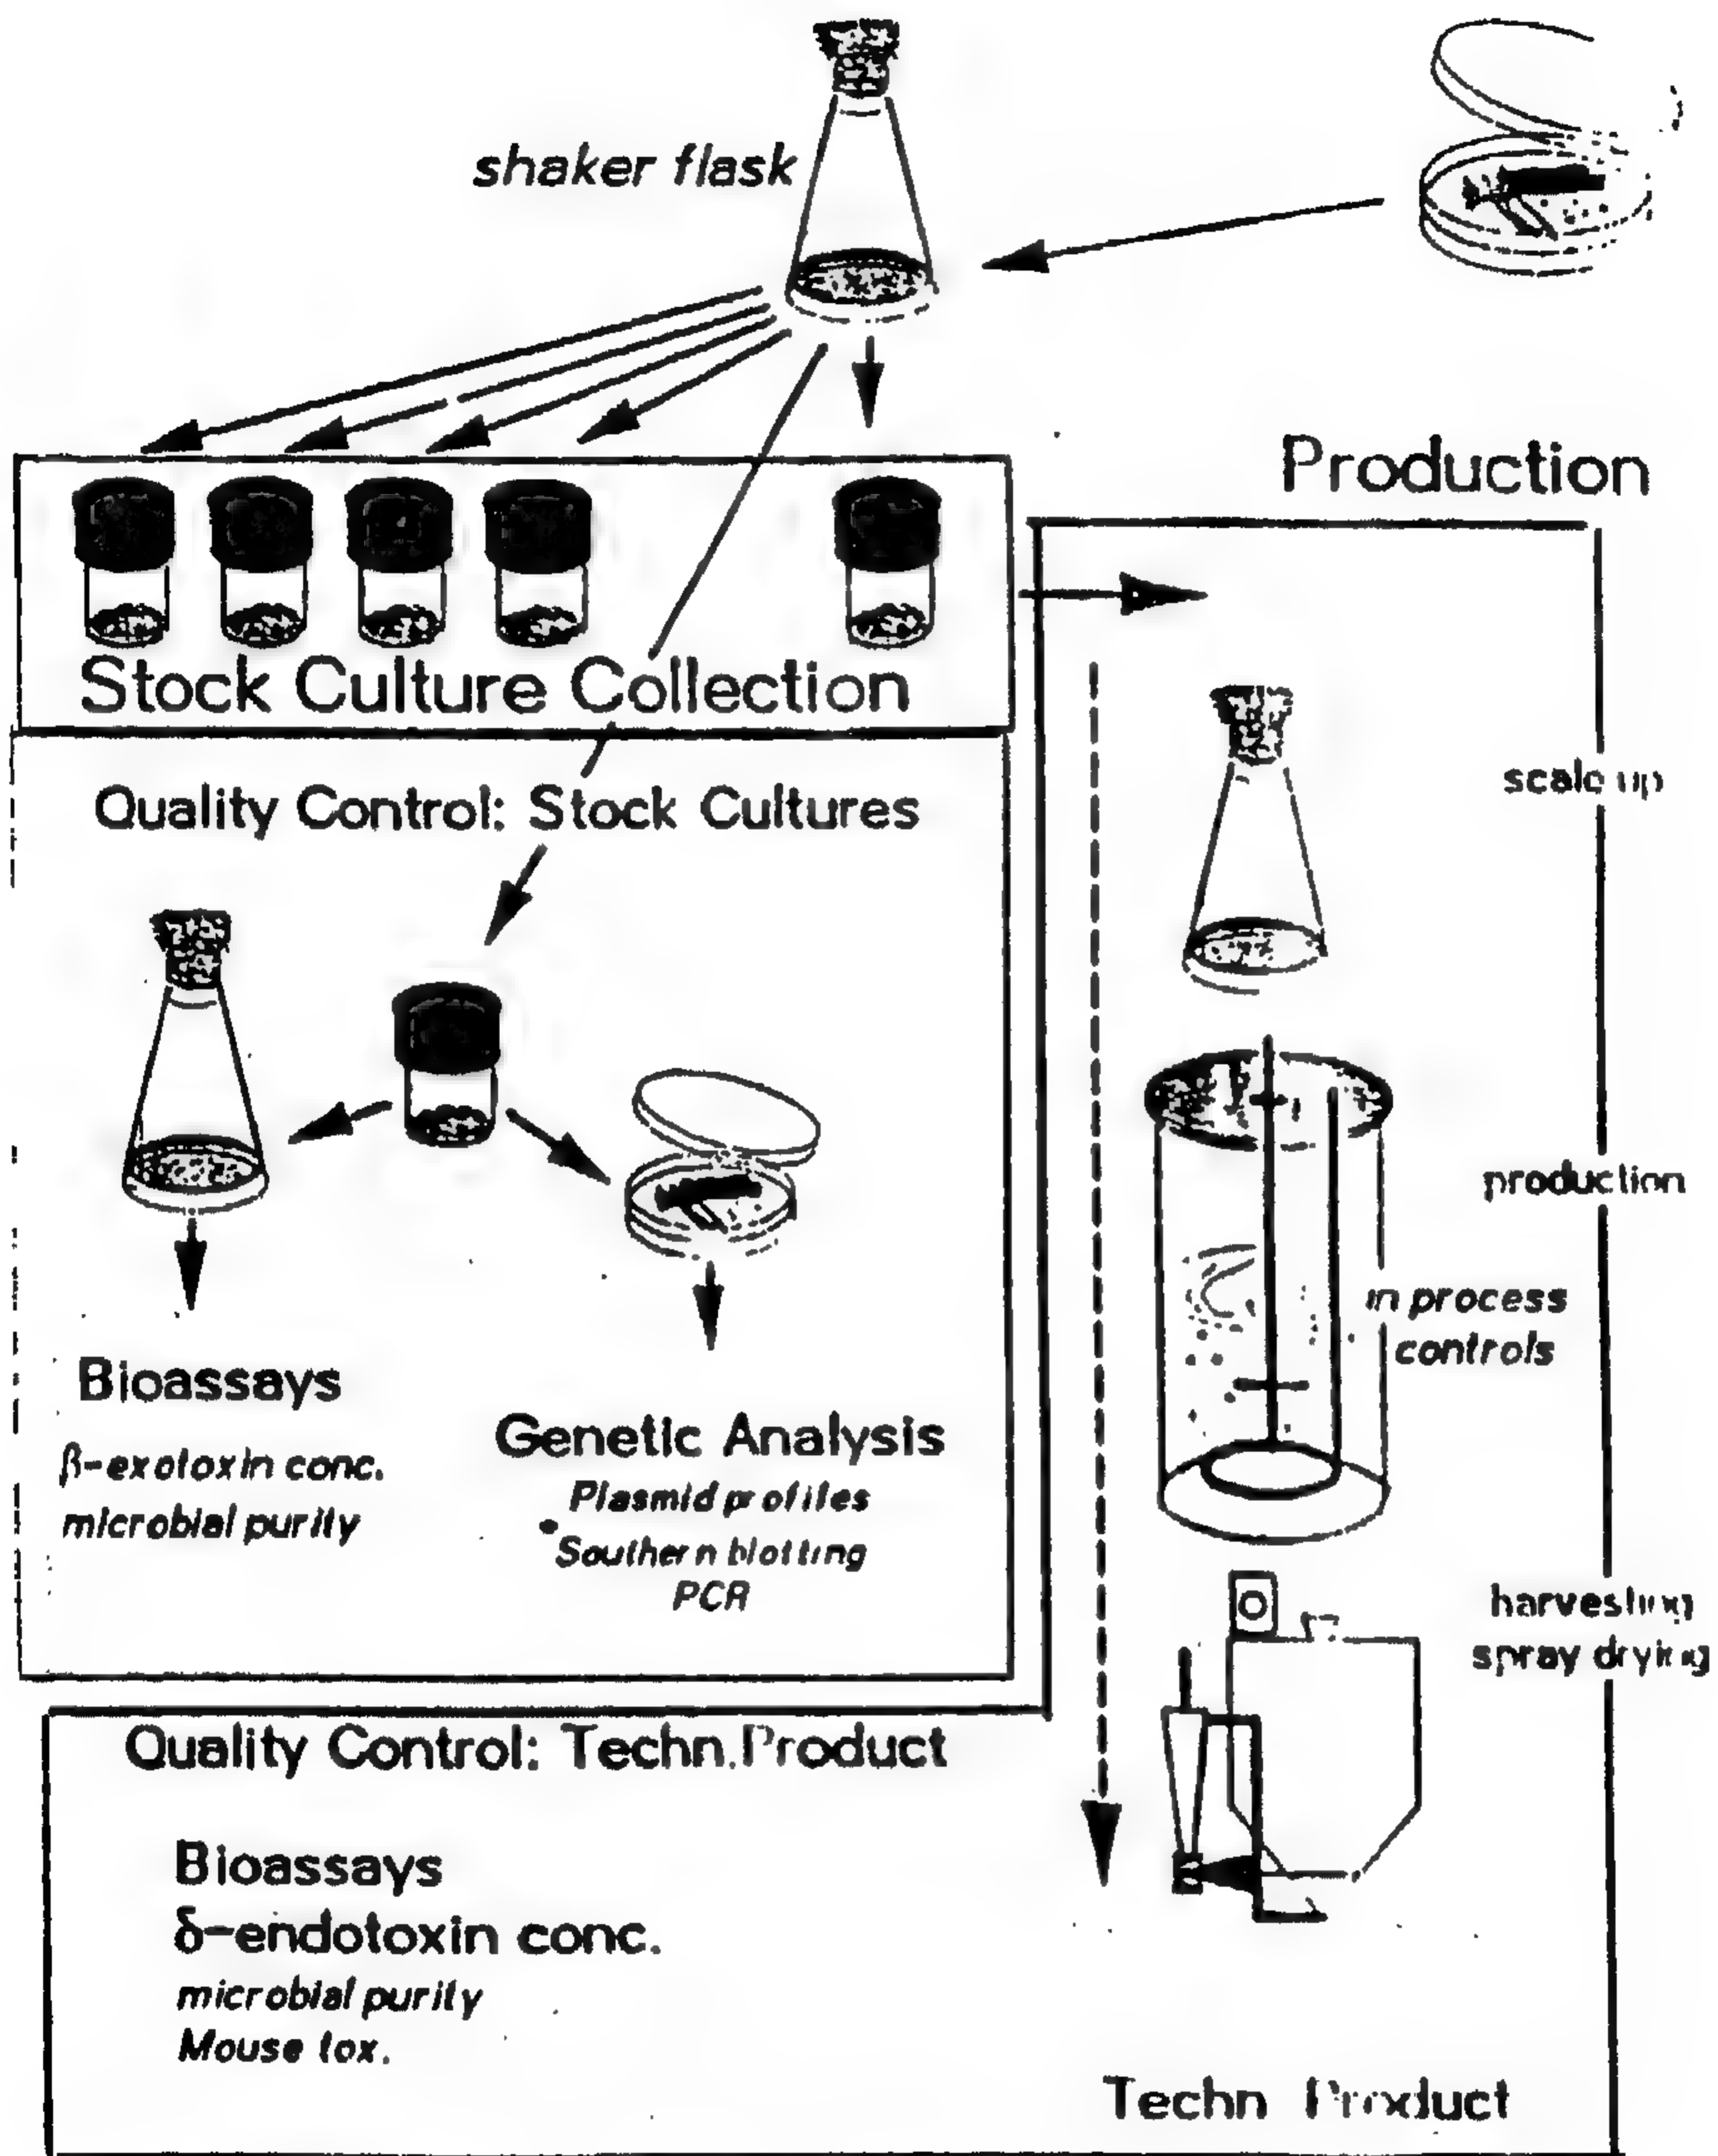 shaker flask
Production
Stock Culture Collection
scale up
Quality Control: Stock Cultures
production
in process
controls
Bioassays
β-exotoxin conc.
microbial purity
Genetic Analysis
Plasmid profiles
Southern blotting
PCR
harvesting
spray drying
Quality Control: Techn.Product
Bioassays
δ-endotoxin conc.
microbial purity
Mouse tox.
Techn Product